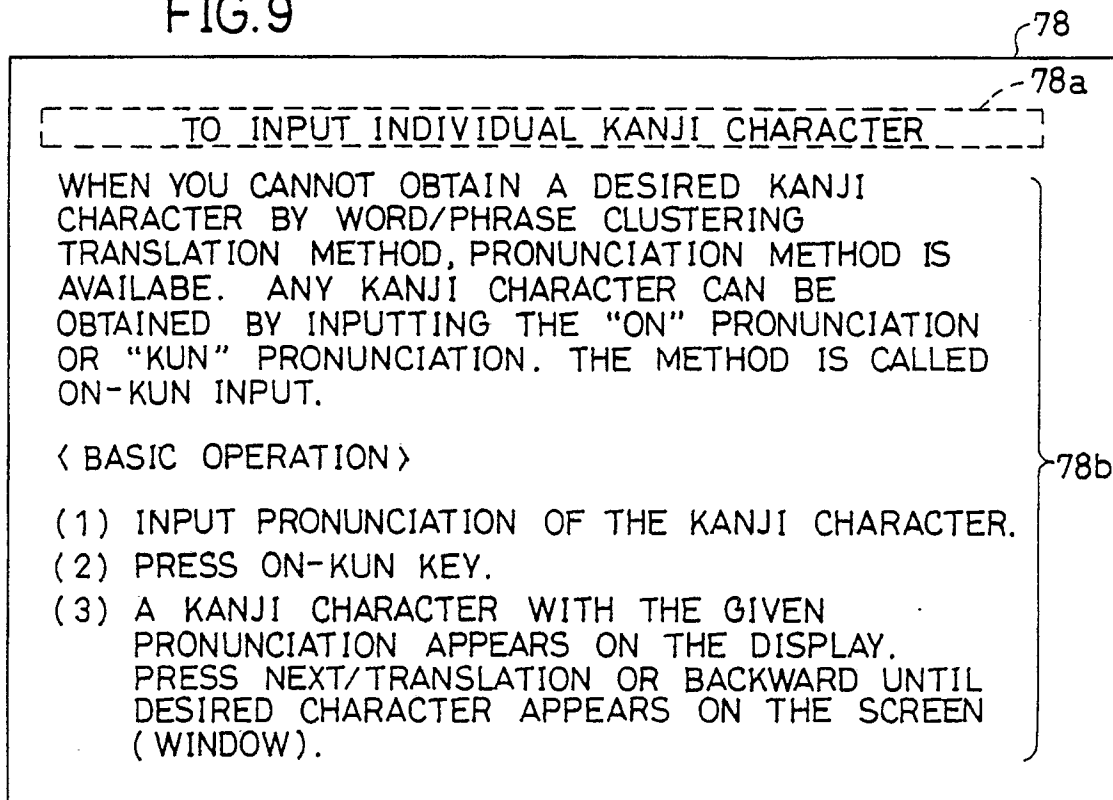 FIG.9
78
78a
TO INPUT INDIVIDUAL KANJI CHARACTER
WHEN YOU CANNOT OBTAIN A DESIRED KANJI
CHARACTER BY WORD/PHRASE CLUSTERING
TRANSLATION METHOD, PRONUNCIATION METHOD IS
AVAILABE. ANY KANJI CHARACTER CAN BE
OBTAINED BY INPUTTING THE “ON” PRONUNCIATION
OR “KUN” PRONUNCIATION. THE METHOD IS CALLED
ON-KUN INPUT.
〈BASIC OPERATION〉
78b
(1) INPUT PRONUNCIATION OF THE KANJI CHARACTER.
(2) PRESS ON-KUN KEY.
(3) A KANJI CHARACTER WITH THE GIVEN
PRONUNCIATION APPEARS ON THE DISPLAY.
PRESS NEXT/TRANSLATION OR BACKWARD UNTIL
DESIRED CHARACTER APPEARS ON THE SCREEN
(WINDOW).